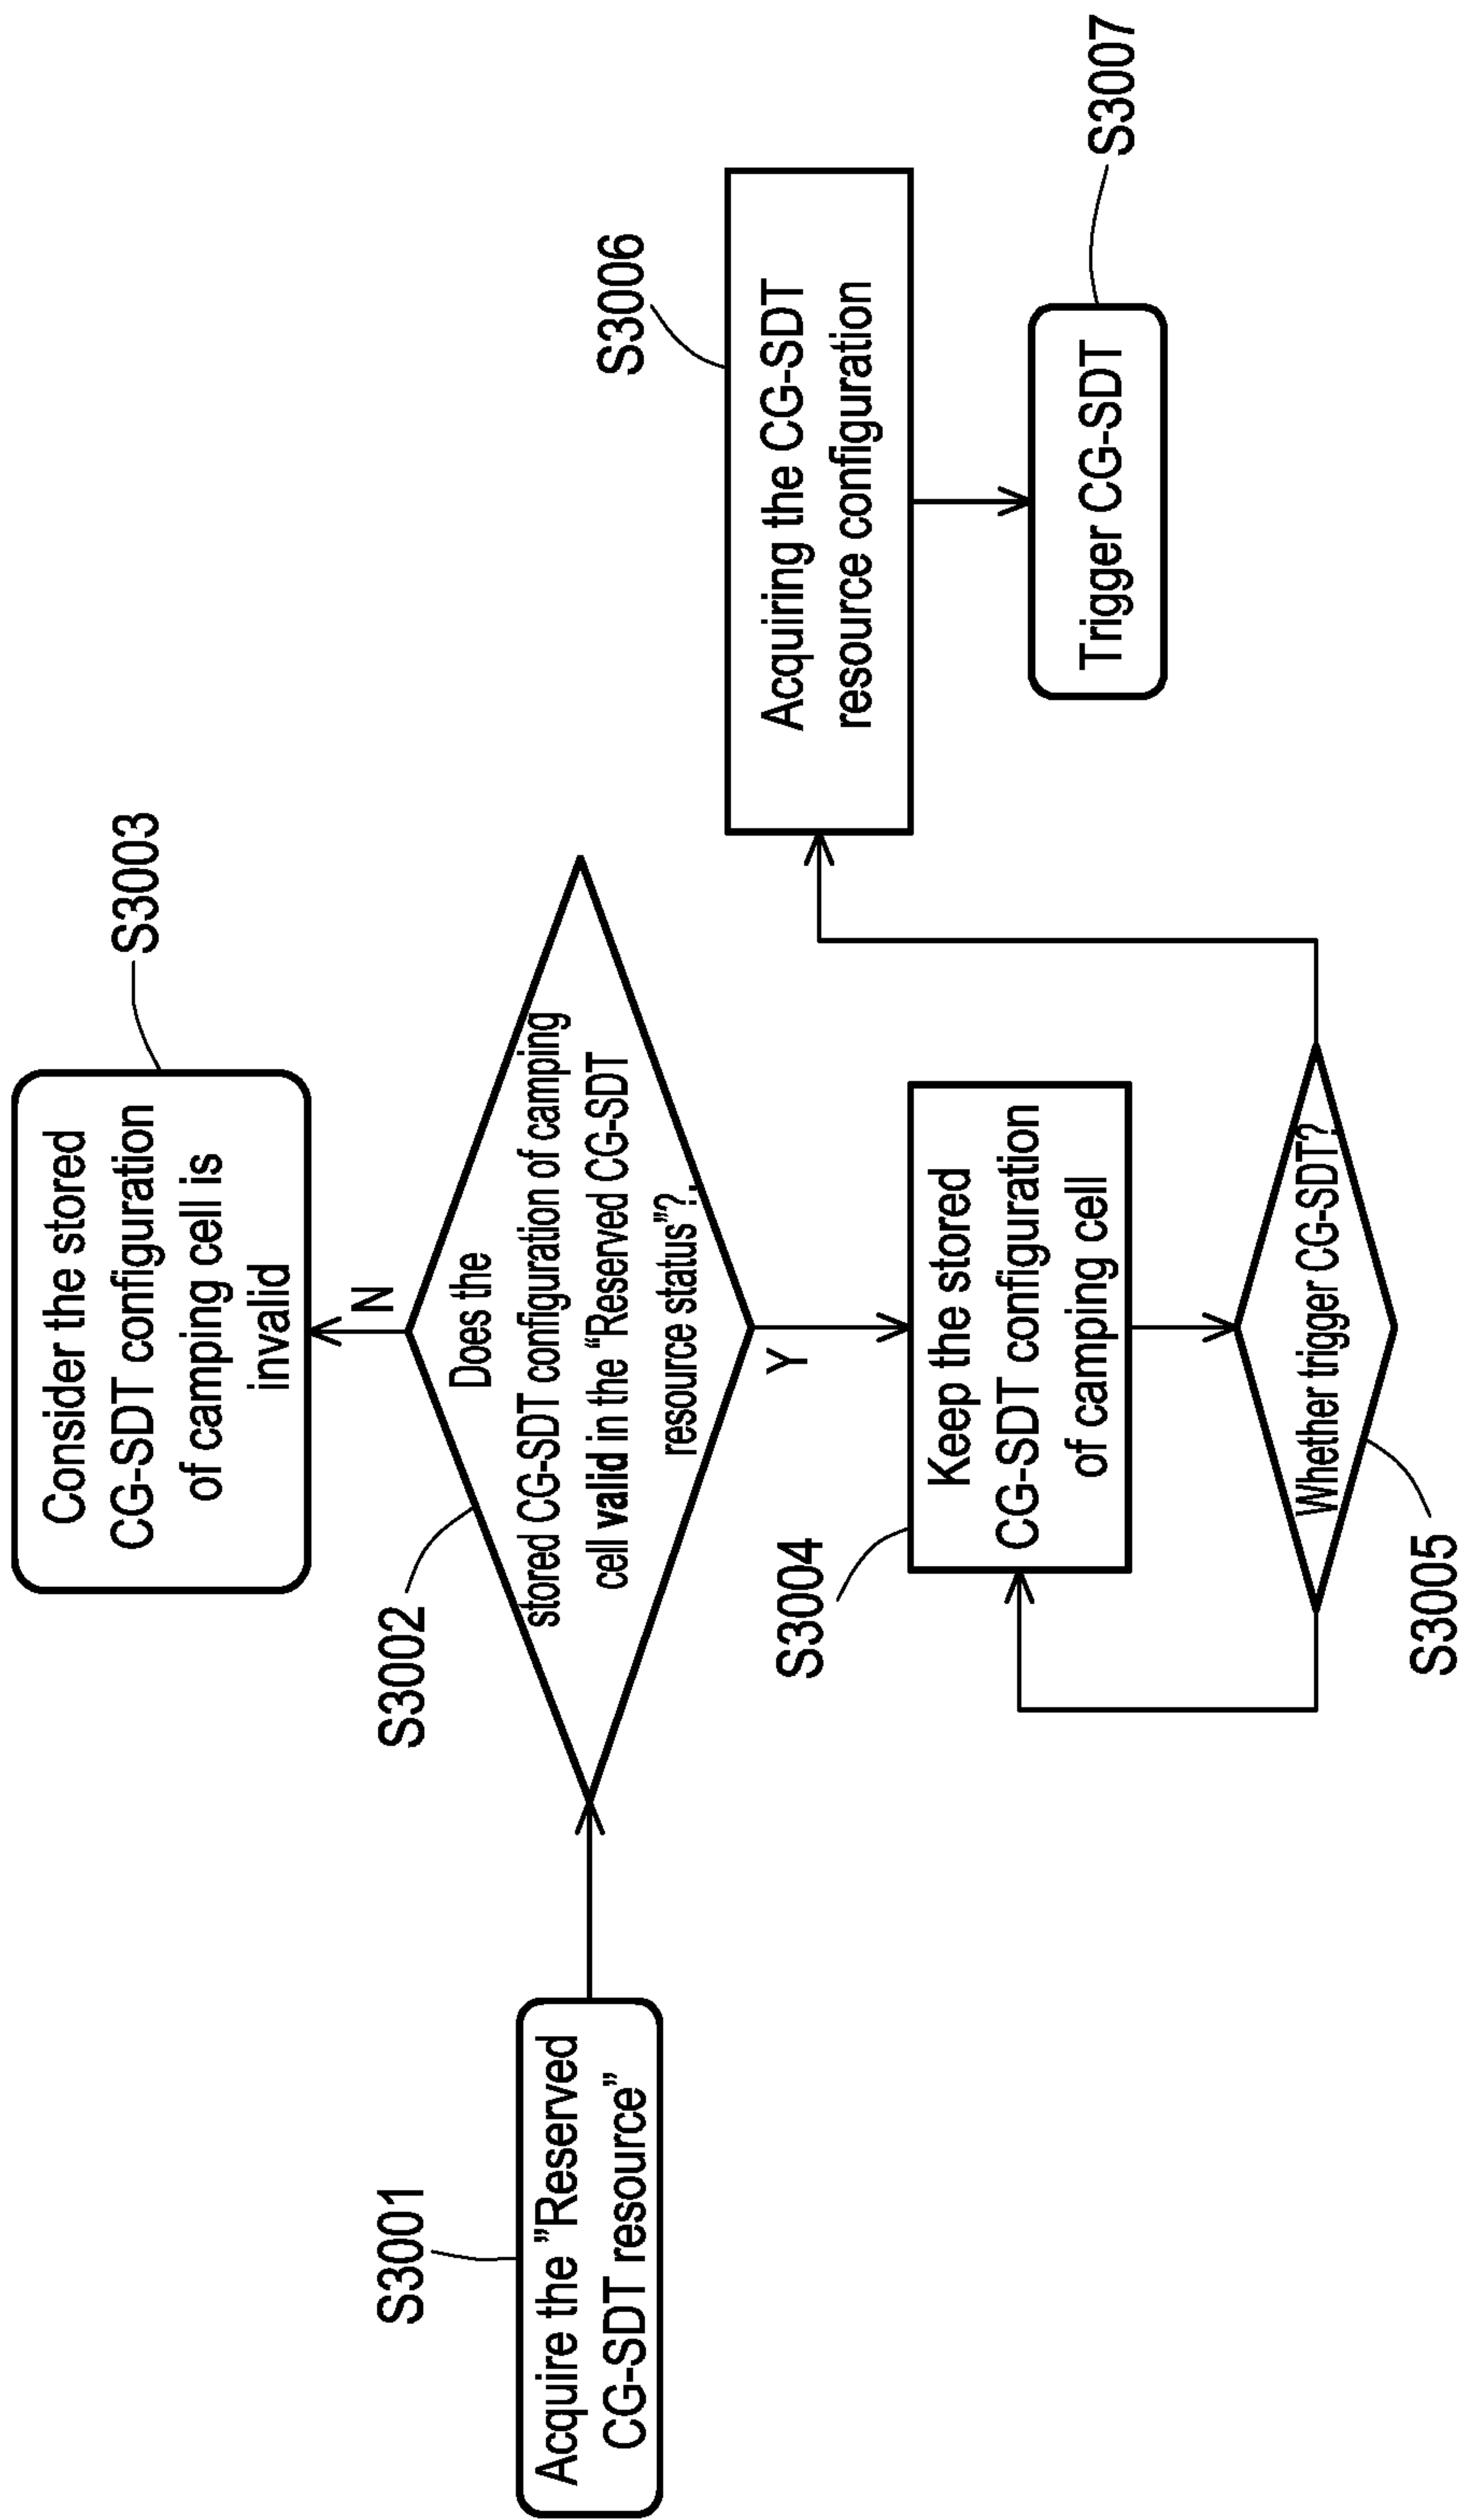 S3001
Acquire the "Reserved
CG-SDT resource"
S3002
Does the
stored CG-SDT configuration of camping
cell valid in the “Reserved CG-SDT
resource status”?
N
S3003
Consider the stored
CG-SDT configuration
of camping cell is
invalid
Y
S3004
Keep the stored
CG-SDT configuration
of camping cell
Whether trigger CG-SDT?
S3005
S3006
Acquiring the CG-SDT
resource configuration
S3007
Trigger CG-SDT